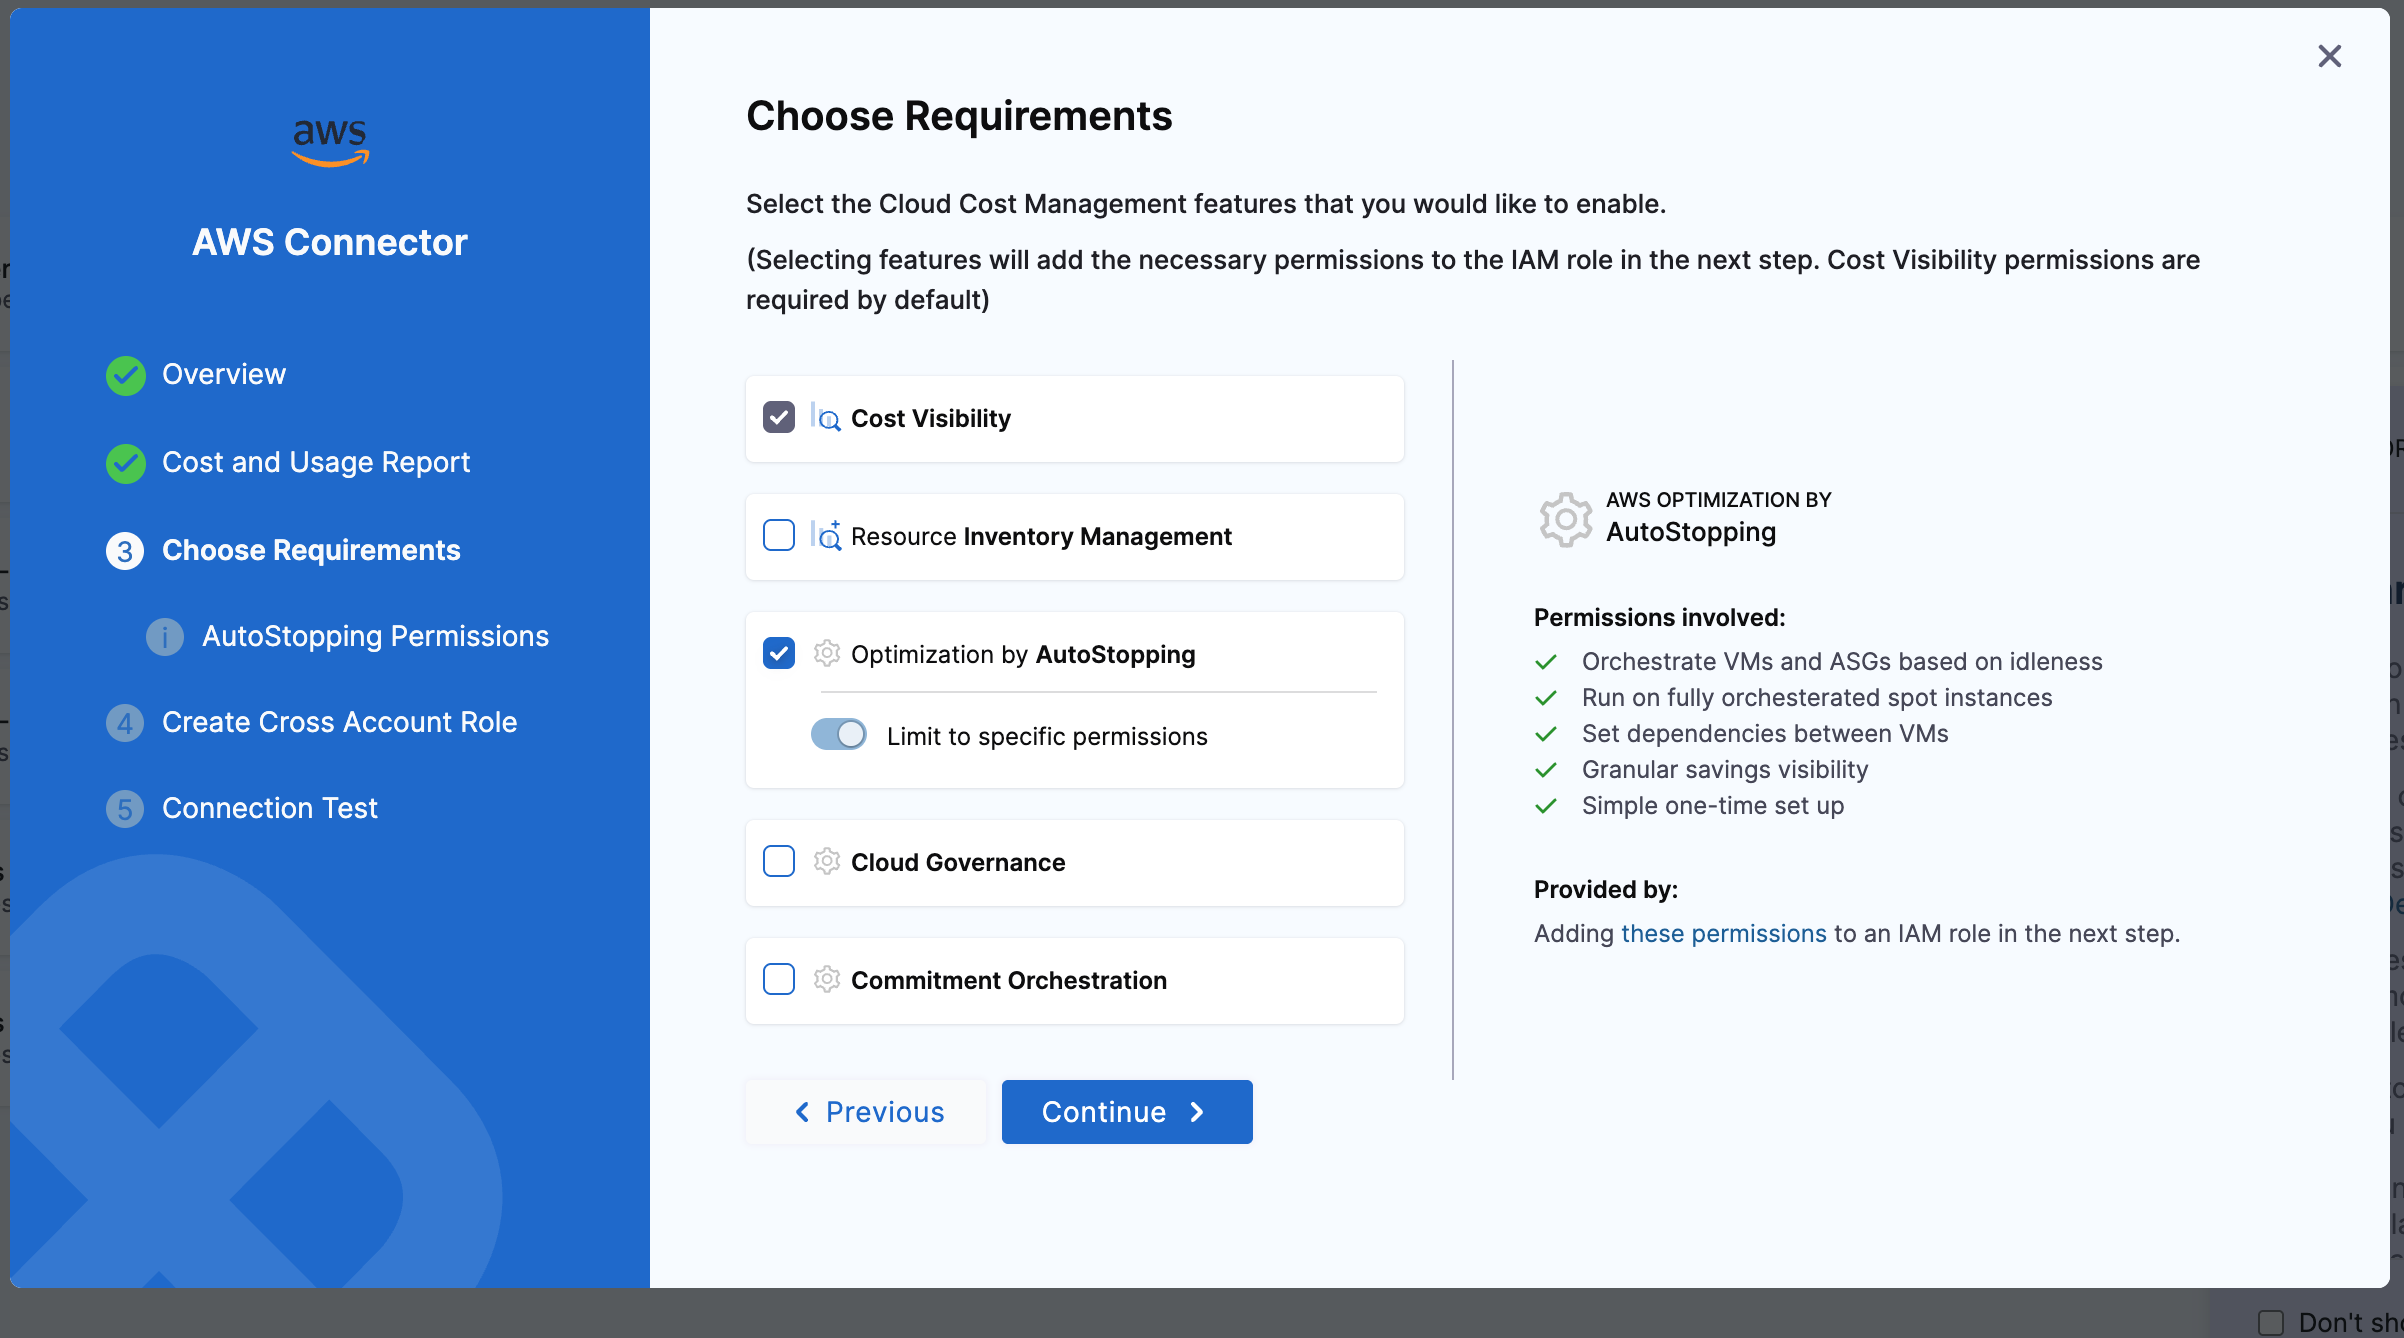 aws
AWS Connector
Overview
Cost and Usage Report
3 Choose Requirements
i AutoStopping Permissions
4 Create Cross Account Role
5 Connection Test
Choose Requirements
Select the Cloud Cost Management features that you would like to enable.
(Selecting features will add the necessary permissions to the IAM role in the next step. Cost Visibility permissions are
required by default)
Cost Visibility
Resource Inventory Management
Optimization by AutoStopping
Limit to specific permissions
Cloud Governance
Commitment Orchestration
Previous
Continue
AWS OPTIMIZATION BY
AutoStopping
Permissions involved:
Orchestrate VMs and ASGs based on idleness
Run on fully orchesterated spot instances
Set dependencies between VMs
Granular savings visibility
Simple one-time set up
Provided by:
Adding these permissions to an IAM role in the next step.
Don't